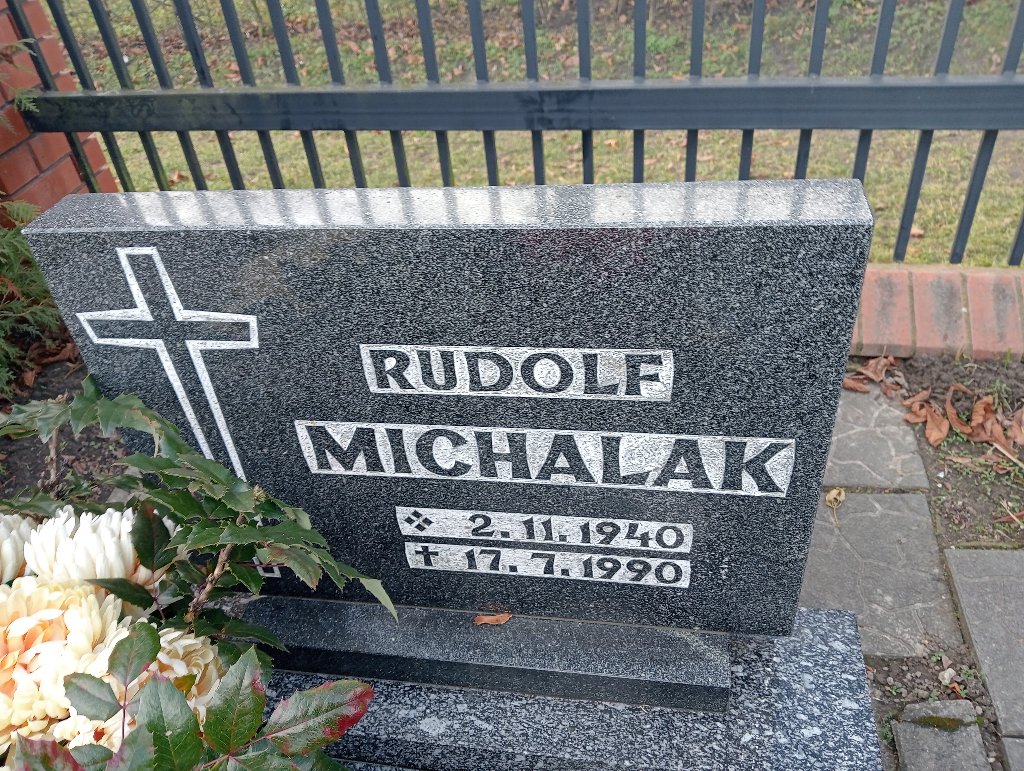 RUDOLF
MICHALAK
❖ 2. 11. 1940
✝ 17. 7. 1990